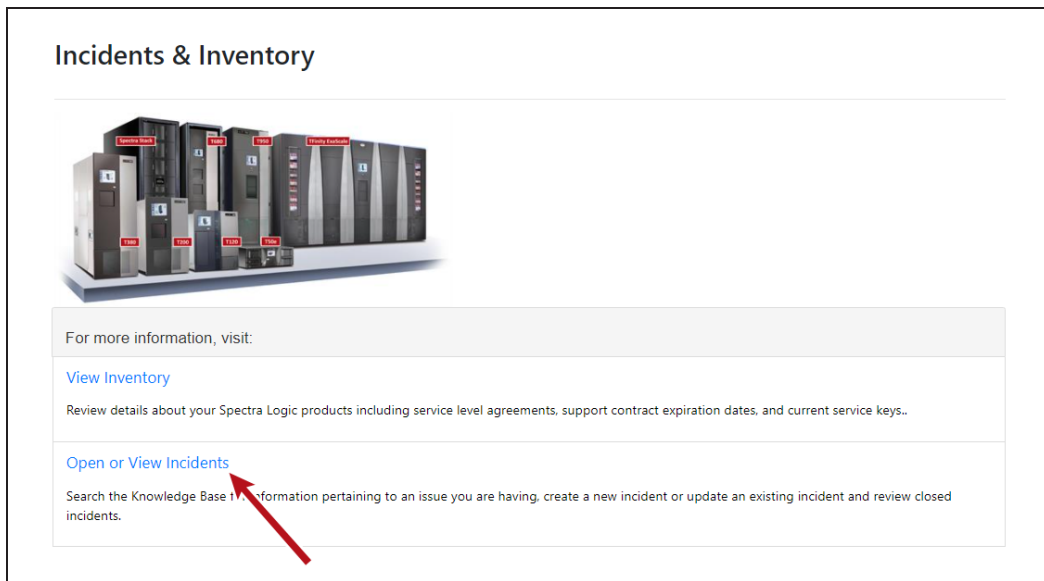 Incidents & Inventory
Spectra Stack
T680
T950
TFinity ExaScale
T380
T200
T120
T50e
For more information, visit:
View Inventory
Review details about your Spectra Logic products including service level agreements, support contract expiration dates, and current service keys..
Open or View Incidents
Search the Knowledge Base information pertaining to an issue you are having, create a new incident or update an existing incident and review closed
incidents.